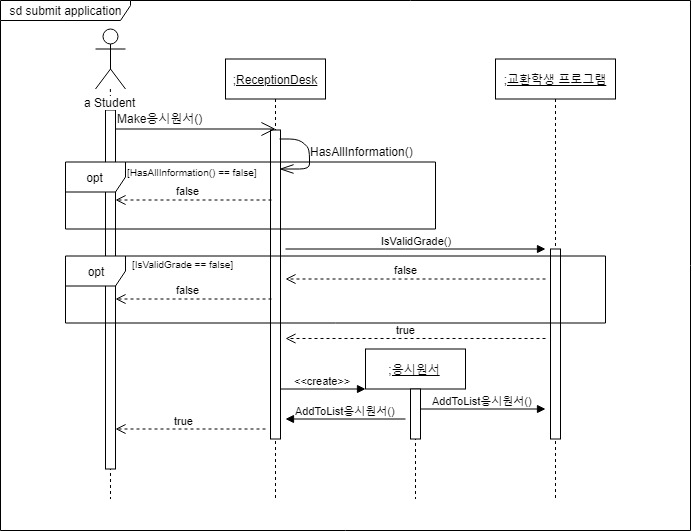 sd submit application
;ReceptionDesk
;교환학생 프로그램
a Student
Make응시원서()
HasAllInformation()
opt
[HasAllInformation() == false]
false
IsValidGrade()
opt
[IsValidGrade == false]
false
false
true
;응시원서
<<create>>
AddToList응시원서()
AddToList응시원서()
true